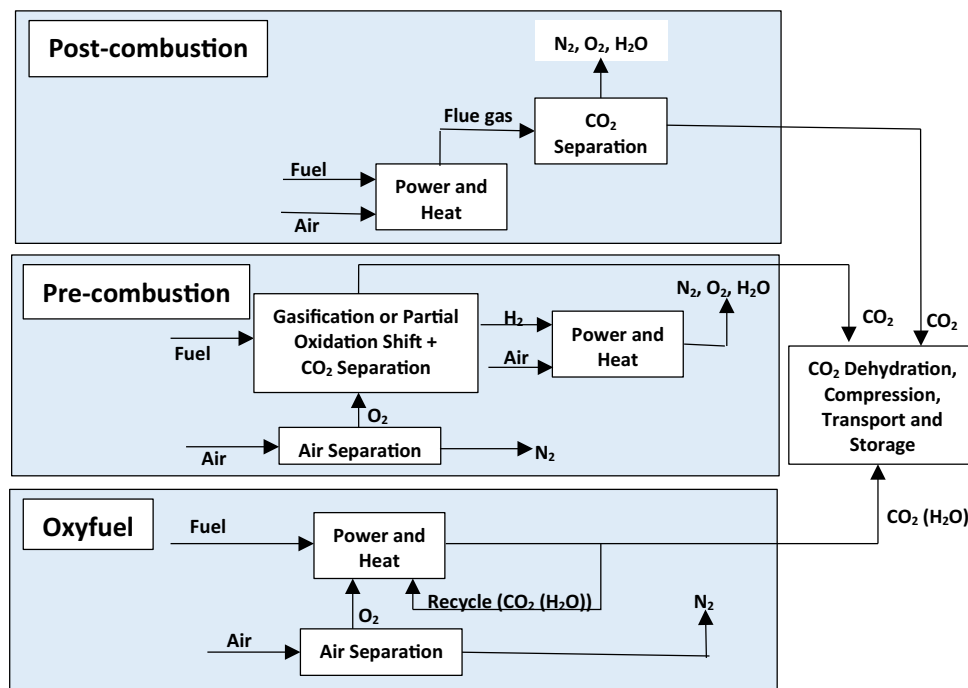 Post-combustion
N₂, O₂, H₂O
Flue gas
CO₂
Separation
Fuel
Power and
Heat
Air
Pre-combustion
Gasification or Partial
Oxidation Shift +
CO₂ Separation
Fuel
H₂
Air
Power and
Heat
N₂, O₂, H₂O
O₂
Air
Air Separation
N₂
CO₂
CO₂
CO₂ Dehydration,
Compression,
Transport and
Storage
CO₂ (H₂O)
Oxyfuel
Fuel
Power and
Heat
Recycle (CO₂ (H₂O))
O₂
Air
Air Separation
N₂